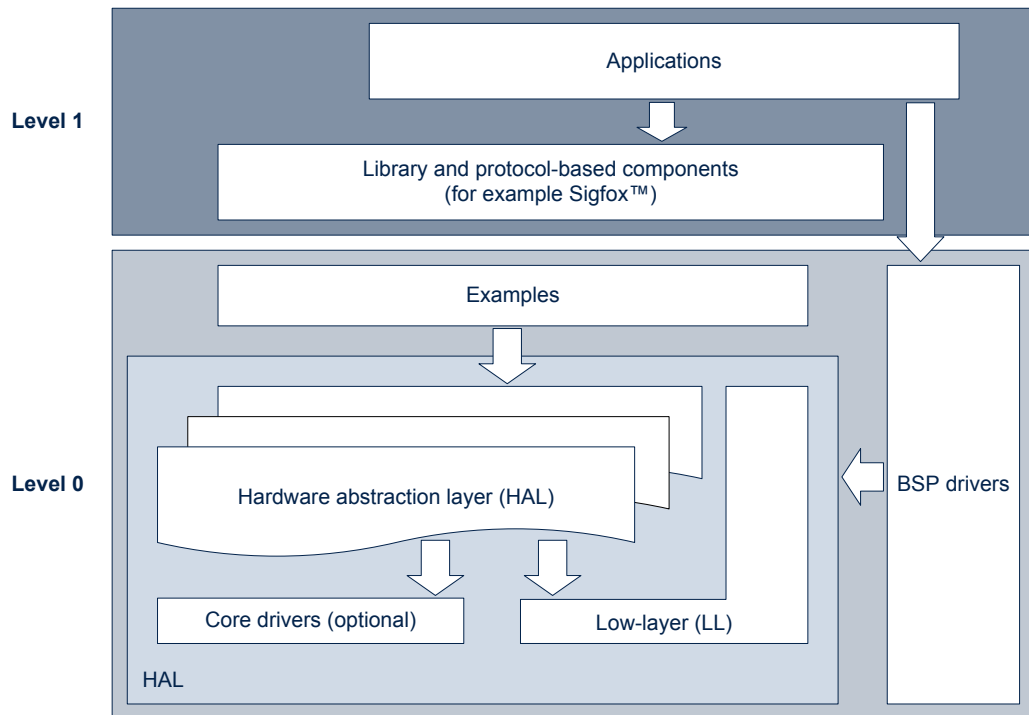 Level 1
Applications
Library and protocol-based components
(for example Sigfox™)
Level 0
Examples
Hardware abstraction layer (HAL)
BSP drivers
Core drivers (optional)
Low-layer (LL)
HAL